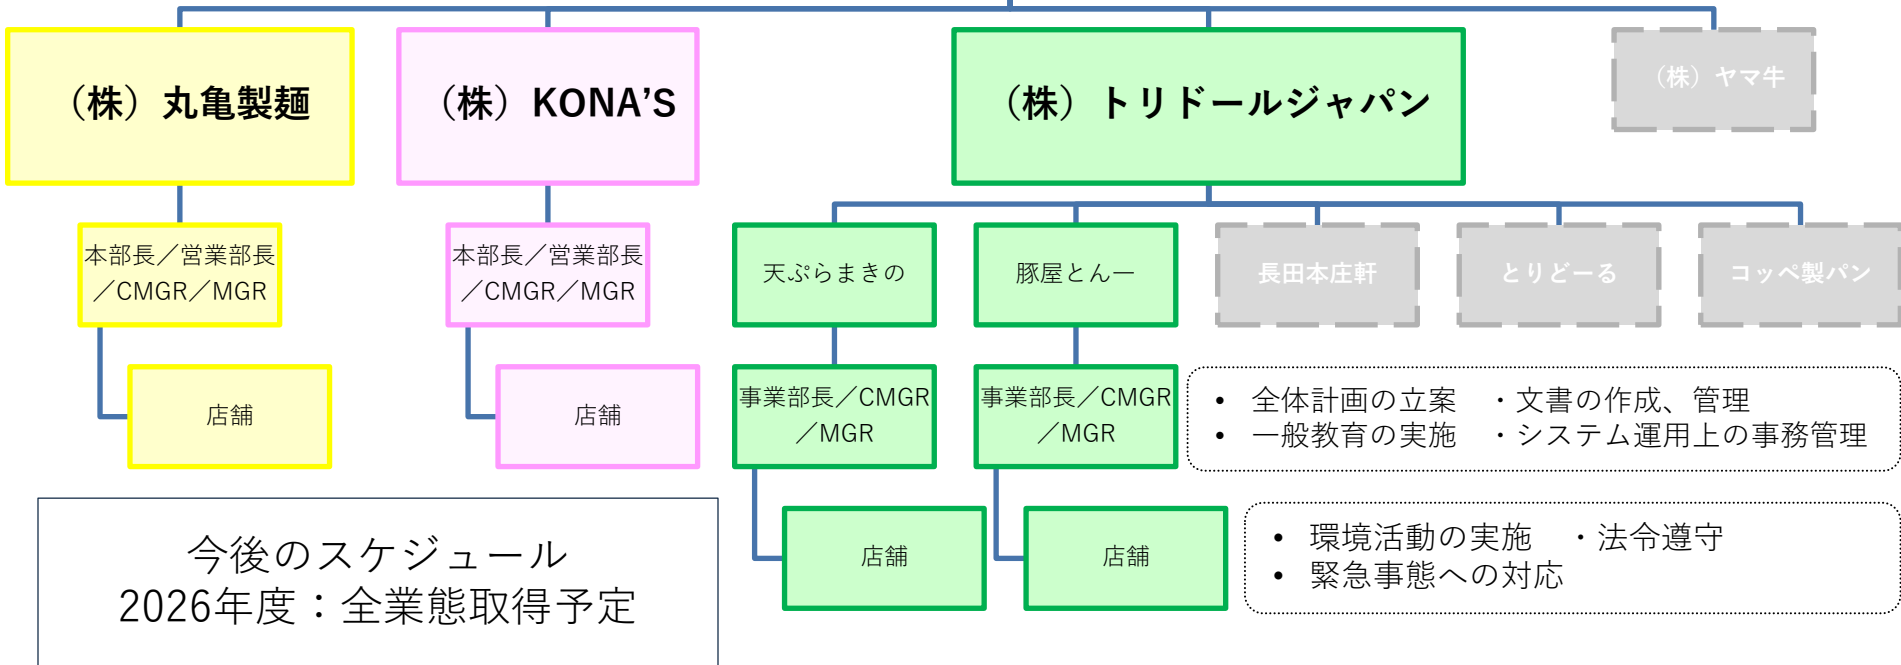 （株）丸亀製麺
（株）KONA’S
（株）トリドールジャパン
（株）ヤマ牛
本部長／営業部長
／CMGR／MGR
本部長／営業部長
／CMGR／MGR
天ぷらまきの
豚屋とん一
長田本庄軒
とりどーる
コッペ製パン
店舗
店舗
事業部長／CMGR
／MGR
事業部長／CMGR
／MGR
• 全体計画の立案　・文書の作成、管理
• 一般教育の実施　・システム運用上の事務管理
店舗
店舗
• 環境活動の実施　・法令遵守
• 緊急事態への対応
今後のスケジュール
2026年度：全業態取得予定